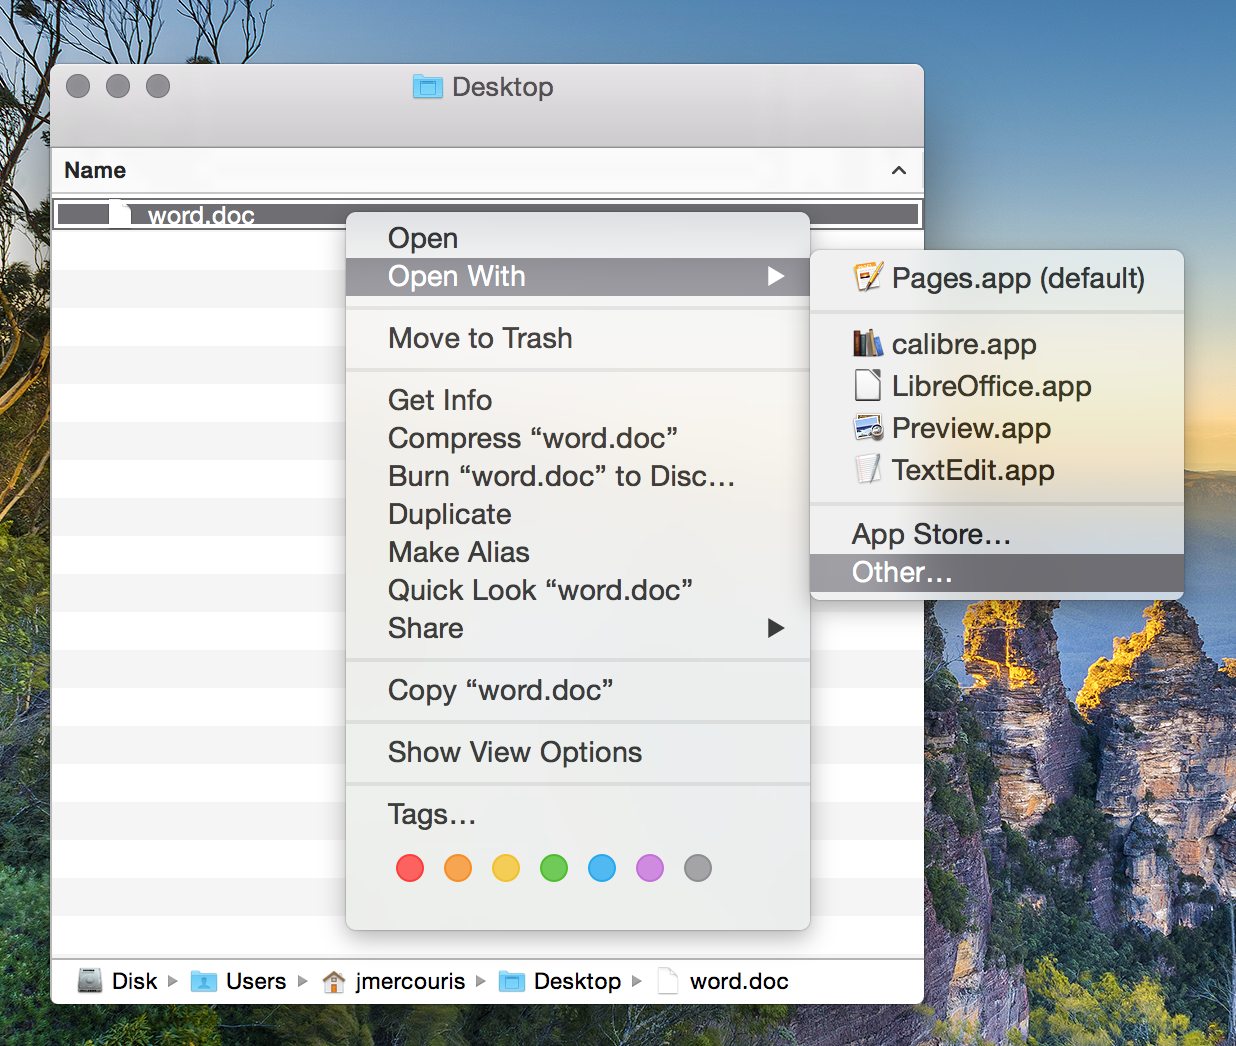 Desktop
Name
word.doc
Open
Open With
Move to Trash
Get Info
Compress “word.doc”
Burn “word.doc” to Disc…
Duplicate
Make Alias
Quick Look “word.doc”
Share
Copy “word.doc”
Show View Options
Tags…
Pages.app (default)
calibre.app
LibreOffice.app
Preview.app
TextEdit.app
App Store…
Other…
Disk Users jmercouris Desktop word.doc